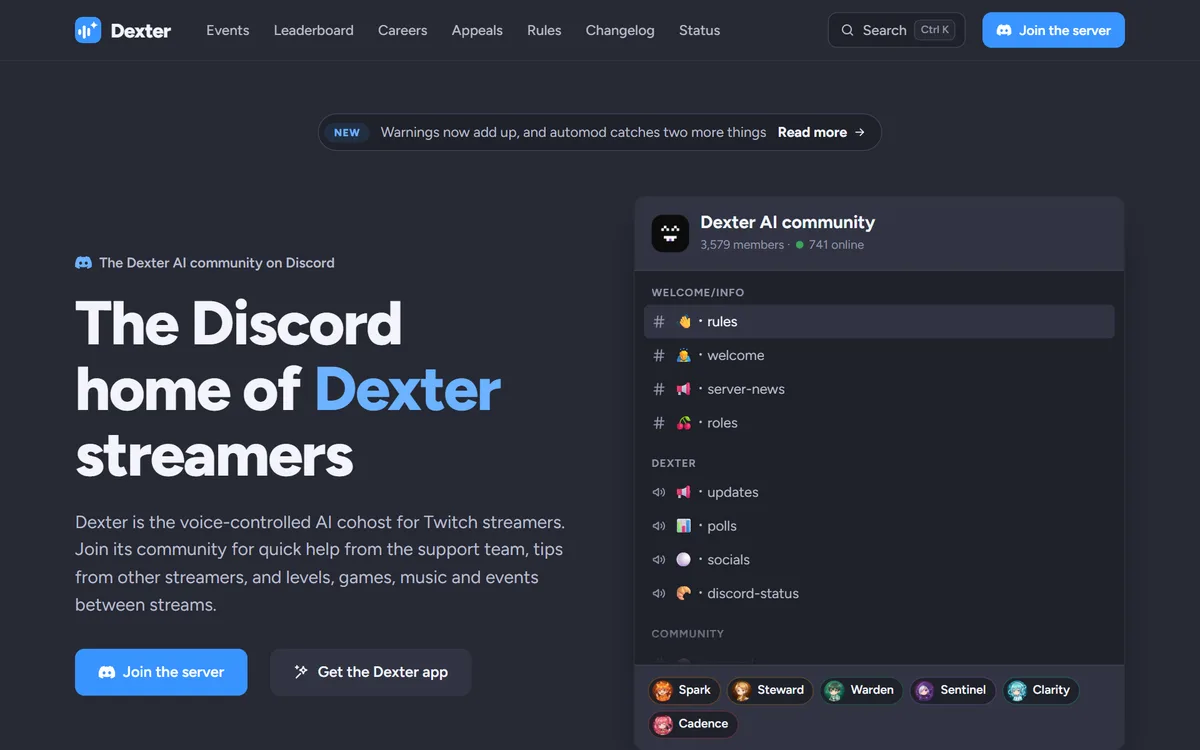 Dexter
Events
Leaderboard
Careers
Appeals
Rules
Changelog
Status
Search
Ctrl K
Join the server
NEW
Warnings now add up, and automod catches two more things
Read more →
The Dexter AI community on Discord
The Discord
home of Dexter
streamers
Dexter is the voice-controlled AI cohost for Twitch streamers.
Join its community for quick help from the support team, tips
from other streamers, and levels, games, music and events
between streams.
Join the server
Get the Dexter app
Dexter AI community
3,579 members · 741 online
WELCOME/INFO
# 👋・rules
# 🙇・welcome
# 📢・server-news
# 🍒・roles
DEXTER
📢・updates
📊・polls
・socials
🥐・discord-status
COMMUNITY
Spark
Steward
Warden
Sentinel
Clarity
Cadence